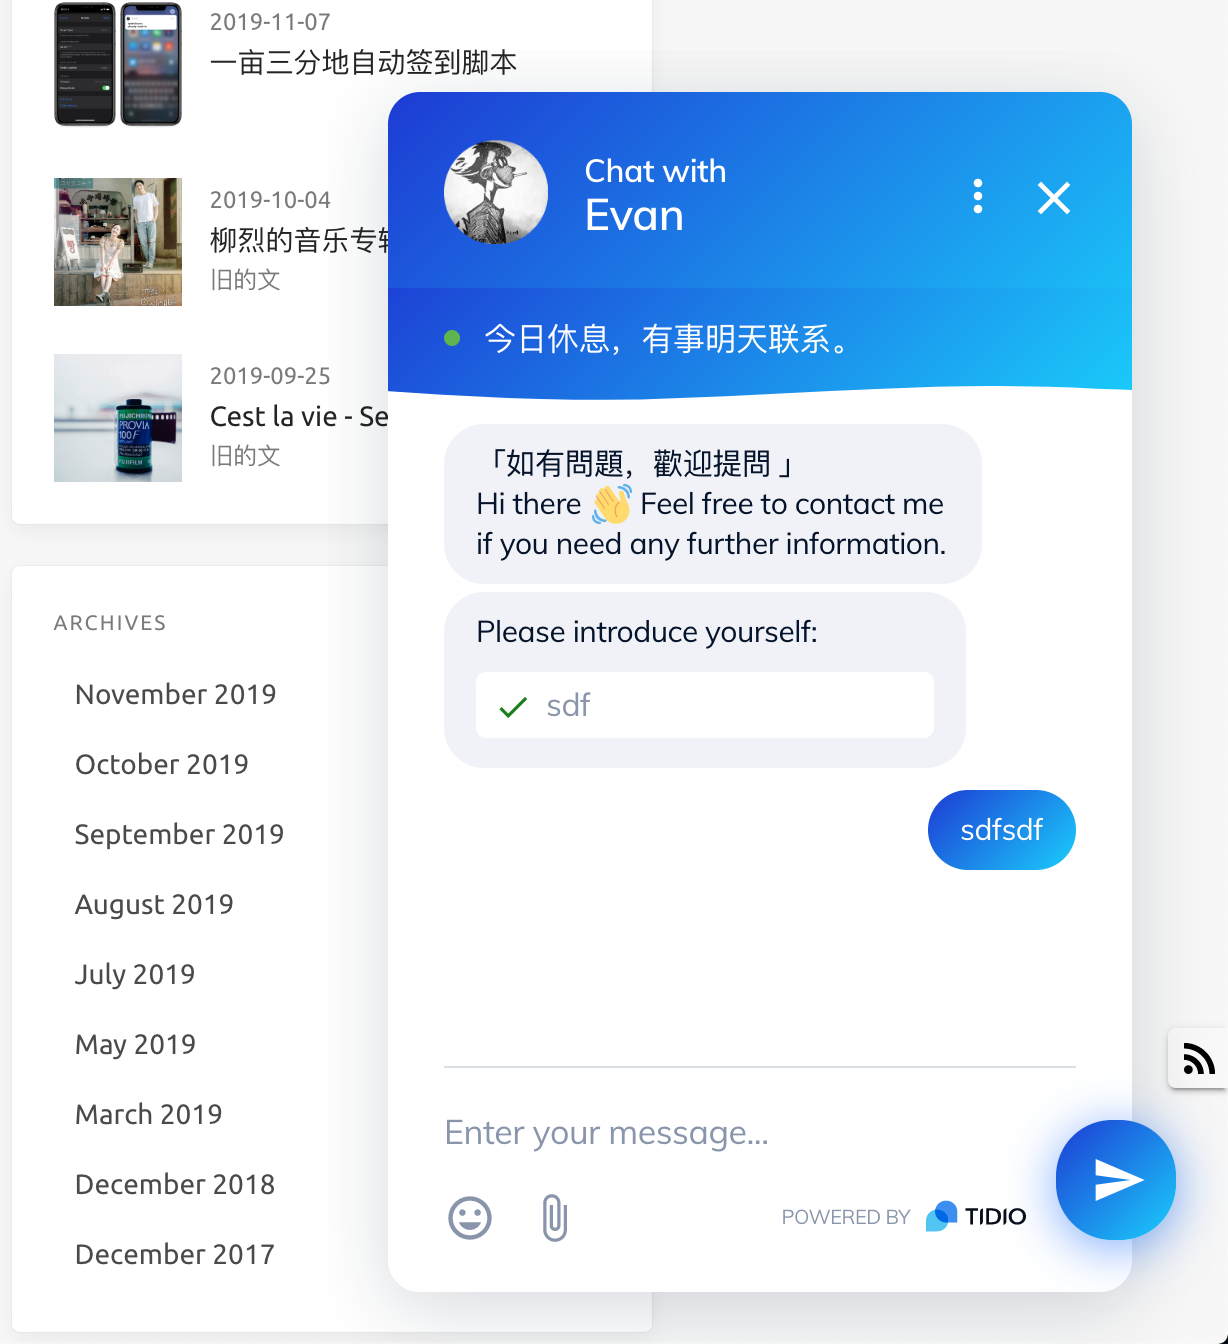 2019-11-07
一亩三分地自动签到脚本
2019-10-04
柳烈的音乐专辑
旧的文
2019-09-25
Cest la vie - Se
旧的文
ARCHIVES
November 2019
October 2019
September 2019
August 2019
July 2019
May 2019
March 2019
December 2018
December 2017
Chat with
Evan
今日休息，有事明天联系。
「如有問題，歡迎提問 」
Hi there 👋 Feel free to contact me
if you need any further information.
Please introduce yourself:
sdf
sdfsdf
Enter your message...
POWERED BY TIDIO